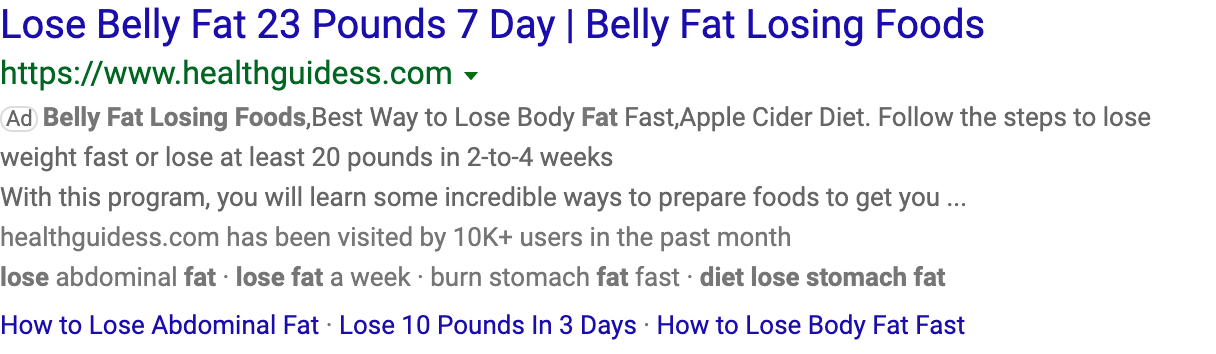 Lose Belly Fat 23 Pounds 7 Day | Belly Fat Losing Foods
https://www.healthguidess.com
Ad Belly Fat Losing Foods,Best Way to Lose Body Fat Fast,Apple Cider Diet. Follow the steps to lose
weight fast or lose at least 20 pounds in 2-to-4 weeks
With this program, you will learn some incredible ways to prepare foods to get you ...
healthguidess.com has been visited by 10K+ users in the past month
lose abdominal fat · lose fat a week · burn stomach fat fast · diet lose stomach fat
How to Lose Abdominal Fat · Lose 10 Pounds In 3 Days · How to Lose Body Fat Fast